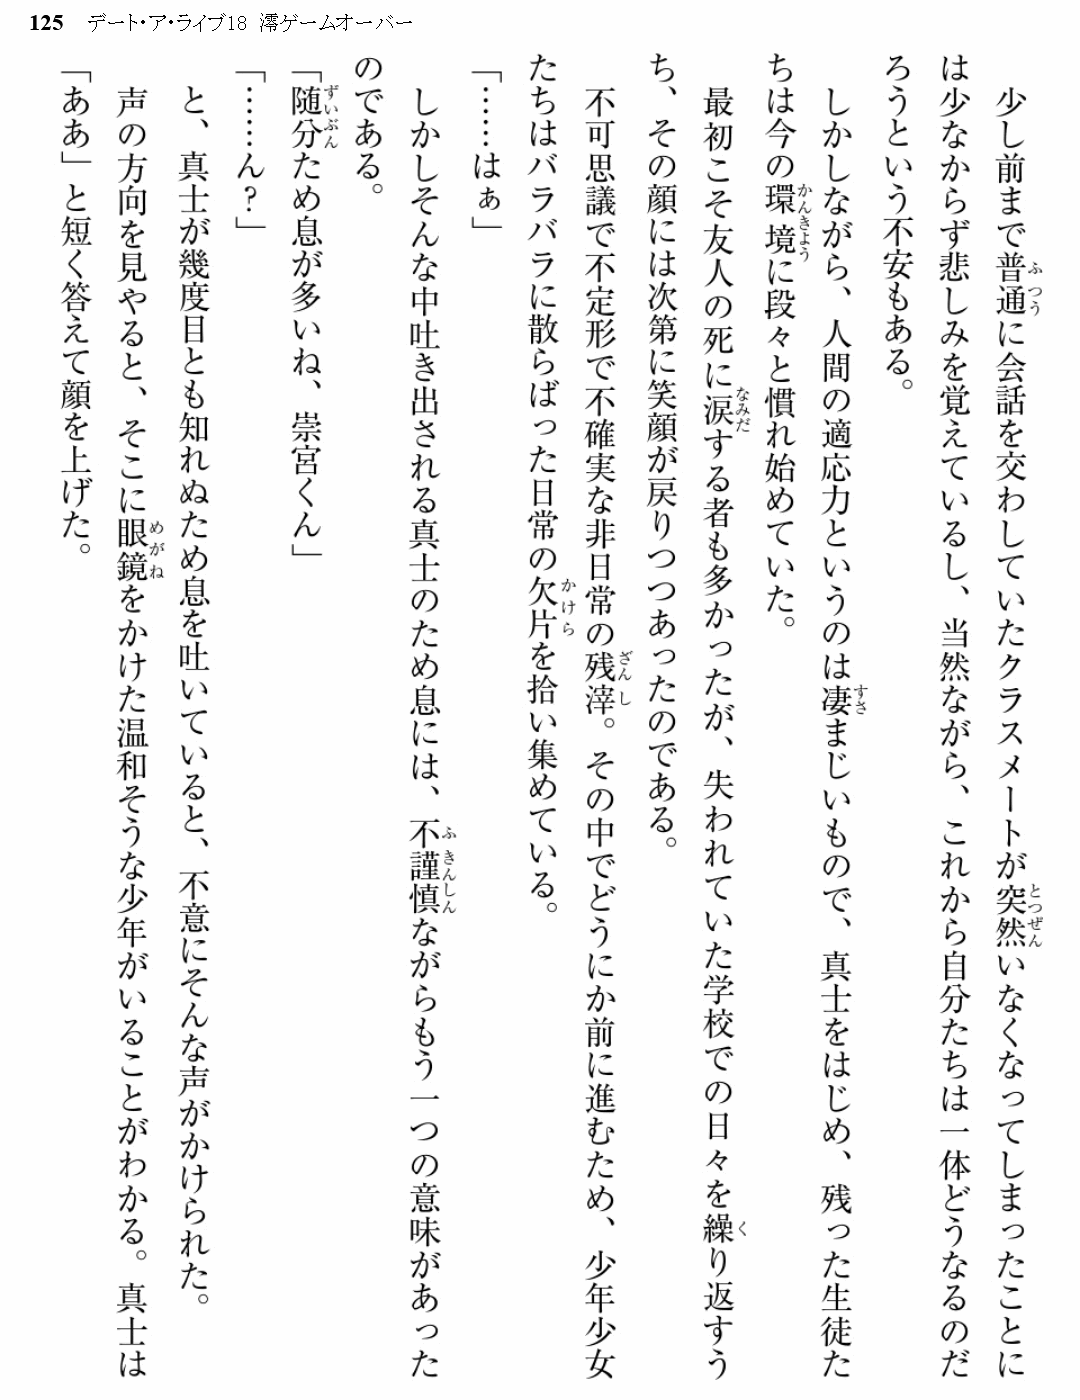 125 デート・ア・ライブ18 澪ゲームオーバー
少し前まで普通に会話を交わしていたクラスメートが突然いなくなってしまったことに
は少なからず悲しみを覚えているし、当然ながら、これから自分たちは一体どうなるのだ
ろうという不安もある。
しかしながら、人間の適応力というのは凄まじいもので、真士をはじめ、残った生徒た
ちは今の環境に段々と慣れ始めていた。
最初こそ友人の死に涙する者も多かったが、失われていた学校での日々を繰り返すう
ち、その顔には次第に笑顔が戻りつつあったのである。
不可思議で不定形で不確実な非日常の残滓。その中でどうにか前に進むため、少年少女
たちはバラバラに散らばった日常の欠片を拾い集めている。
「……はぁ」
しかしそんな中吐き出される真士のため息には、不謹慎ながらもう一つの意味があった
のである。
「随分ため息が多いね、崇宮くん」
「……ん？」
と、真士が幾度目とも知れぬため息を吐いていると、不意にそんな声がかけられた。
声の方向を見やると、そこに眼鏡をかけた温和そうな少年がいることがわかる。真士は
「ああ」と短く答えて顔を上げた。